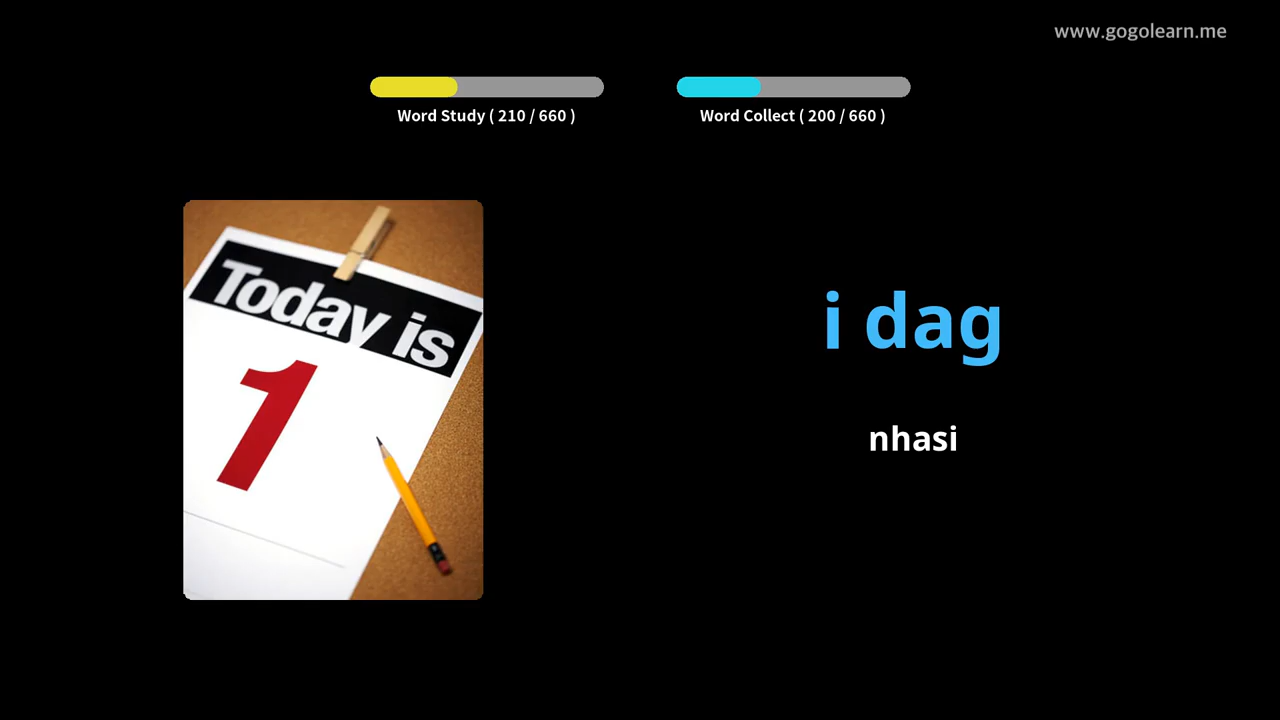 www.gogolearn.me
Word Study ( 210 / 660 )
Word Collect ( 200 / 660 )
Today is
1
i dag
nhasi